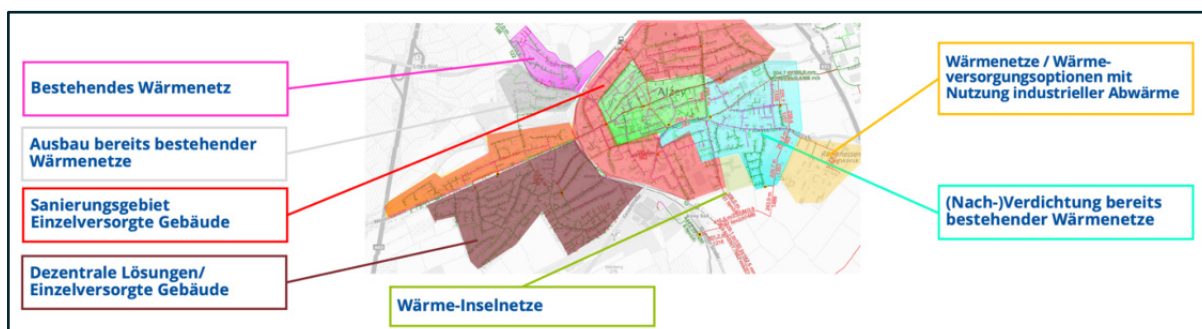 Bestehendes Wärmenetz
Ausbau bereits bestehender
Wärmenetze
Sanierungsgebiet
Einzelversorgte Gebäude
Dezentrale Lösungen/
Einzelversorgte Gebäude
Alzey
Wärme-Inselnetze
Wärmenetze / Wärme-
versorgungsoptionen mit
Nutzung industrieller Abwärme
(Nach-)Verdichtung bereits
bestehender Wärmenetze